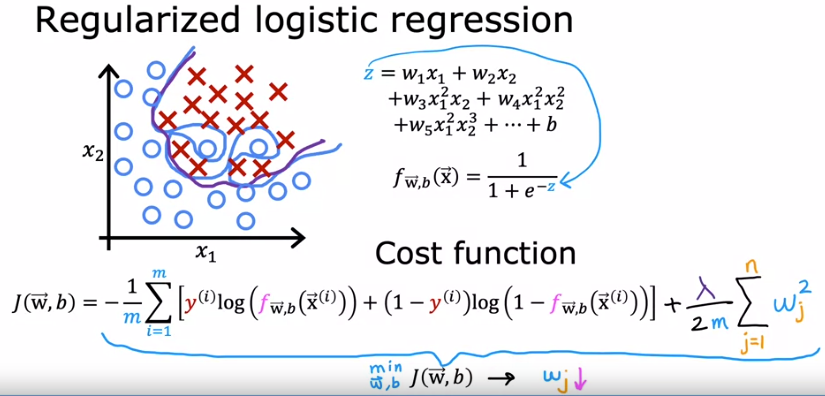 Regularized logistic regression
z = w₁x₁ + w₂x₂
+w₃x₁²x₂ + w₄x₁²x₂²
+w₅x₁²x₂³ + ⋯ + b
f_w⃗,b(x⃗) = 1 / (1 + e^−z)
x₂
x₁
Cost function
J(w⃗,b) = −1/m ∑_{i=1}^{m} [y⁽ⁱ⁾log(f_w⃗,b(x⃗⁽ⁱ⁾)) + (1 − y⁽ⁱ⁾)log(1 − f_w⃗,b(x⃗⁽ⁱ⁾))] + λ/2m ∑_{j=1}^{n} w_j²
min_w⃗,b J(w⃗,b) → w_j ↓